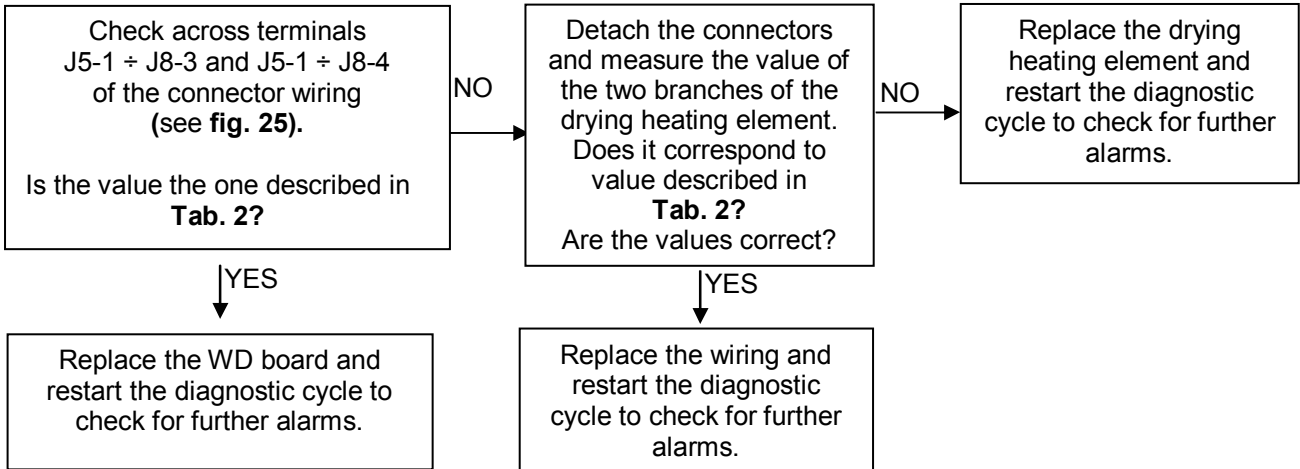 Check across terminals
J5-1 ÷ J8-3 and J5-1 ÷ J8-4
of the connector wiring
(see fig. 25).
Is the value the one described in
Tab. 2?
NO
Detach the connectors
and measure the value of
the two branches of the
drying heating element.
Does it correspond to
value described in
Tab. 2?
Are the values correct?
NO
Replace the drying
heating element and
restart the diagnostic
cycle to check for further
alarms.
YES
YES
Replace the WD board and
restart the diagnostic cycle to
check for further alarms.
Replace the wiring and
restart the diagnostic
cycle to check for further
alarms.